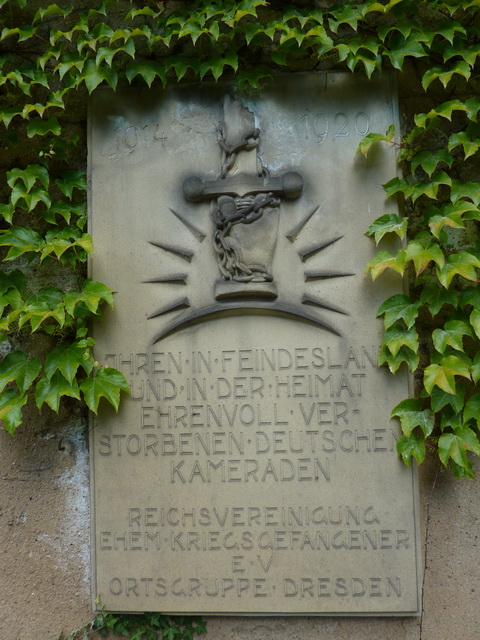 1914 1920
IHREN·IN·FEINDESLAND
UND·IN·DER·HEIMAT
EHRENVOLL·VER-
STORBENEN·DEUTSCHEN
KAMERADEN
REICHSVEREINIGUNG
EHEM·KRIEGSGEFANGENER
E.V
ORTSGRUPPE·DRESDEN